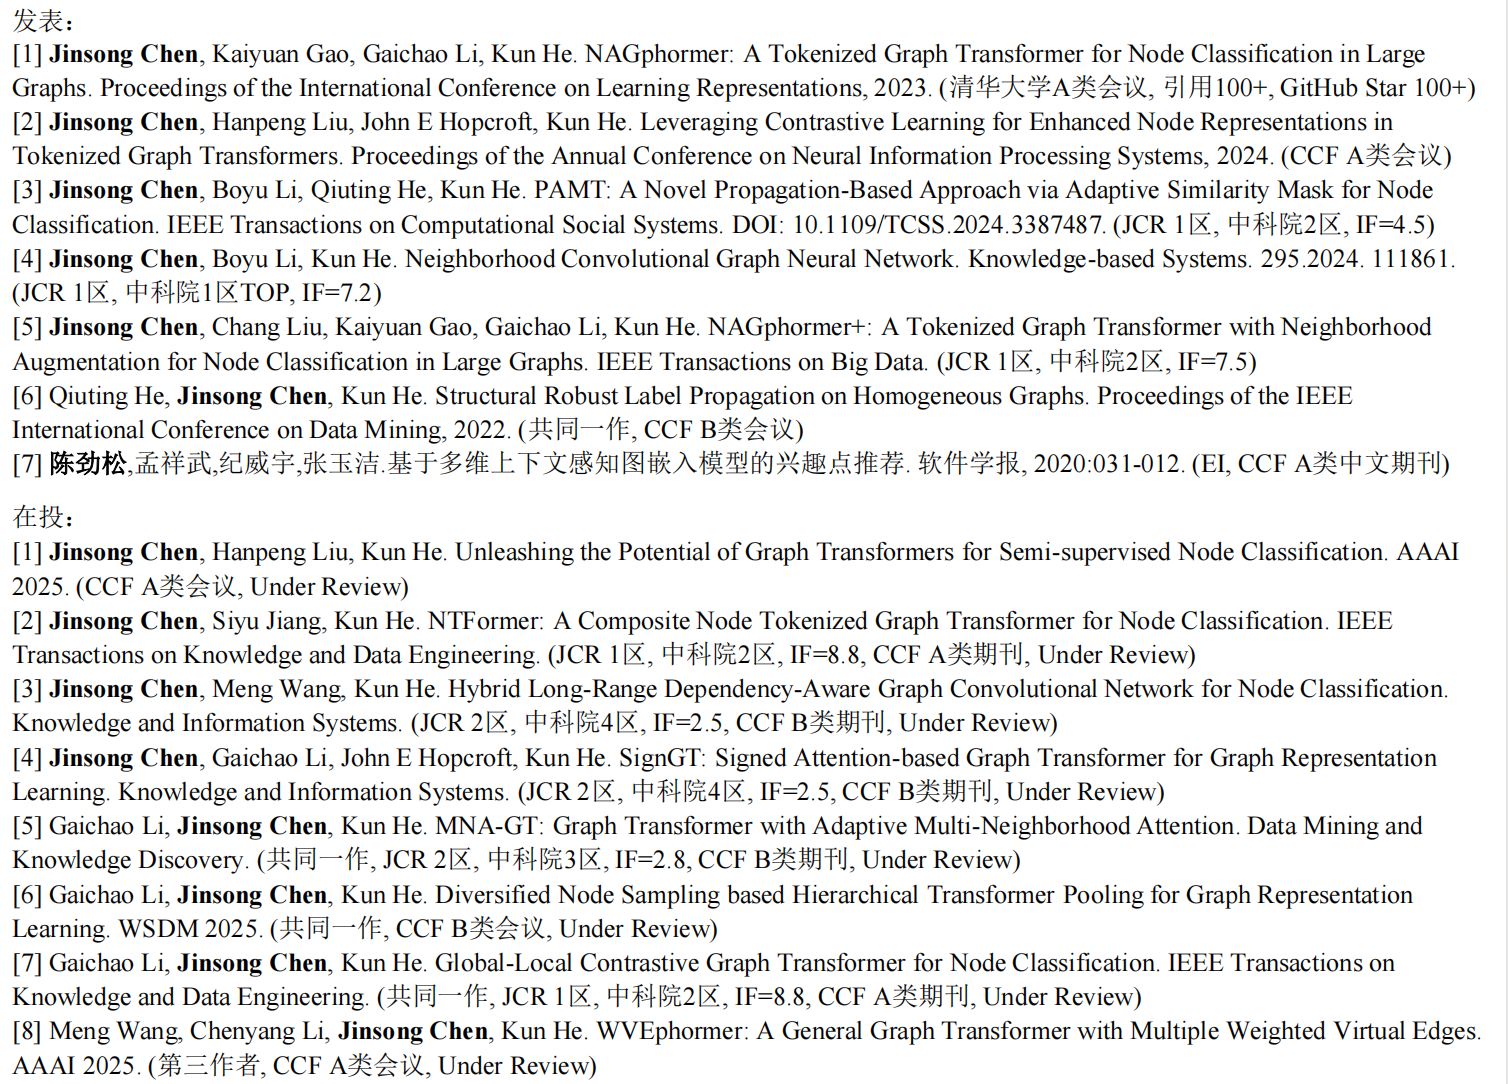 发表：
[1] Jinsong Chen, Kaiyuan Gao, Gaichao Li, Kun He. NAGphormer: A Tokenized Graph Transformer for Node Classification in Large
Graphs. Proceedings of the International Conference on Learning Representations, 2023. (清华大学A类会议, 引用100+, GitHub Star 100+)
[2] Jinsong Chen, Hanpeng Liu, John E Hopcroft, Kun He. Leveraging Contrastive Learning for Enhanced Node Representations in
Tokenized Graph Transformers. Proceedings of the Annual Conference on Neural Information Processing Systems, 2024. (CCF A类会议)
[3] Jinsong Chen, Boyu Li, Qiuting He, Kun He. PAMT: A Novel Propagation-Based Approach via Adaptive Similarity Mask for Node
Classification. IEEE Transactions on Computational Social Systems. DOI: 10.1109/TCSS.2024.3387487. (JCR 1区, 中科院2区, IF=4.5)
[4] Jinsong Chen, Boyu Li, Kun He. Neighborhood Convolutional Graph Neural Network. Knowledge-based Systems. 295.2024. 111861.
(JCR 1区, 中科院1区TOP, IF=7.2)
[5] Jinsong Chen, Chang Liu, Kaiyuan Gao, Gaichao Li, Kun He. NAGphormer+: A Tokenized Graph Transformer with Neighborhood
Augmentation for Node Classification in Large Graphs. IEEE Transactions on Big Data. (JCR 1区, 中科院2区, IF=7.5)
[6] Qiuting He, Jinsong Chen, Kun He. Structural Robust Label Propagation on Homogeneous Graphs. Proceedings of the IEEE
International Conference on Data Mining, 2022. (共同一作, CCF B类会议)
[7] 陈劲松,孟祥武,纪威宇,张玉洁.基于多维上下文感知图嵌入模型的兴趣点推荐. 软件学报, 2020:031-012. (EI, CCF A类中文期刊)
在投：
[1] Jinsong Chen, Hanpeng Liu, Kun He. Unleashing the Potential of Graph Transformers for Semi-supervised Node Classification. AAAI
2025. (CCF A类会议, Under Review)
[2] Jinsong Chen, Siyu Jiang, Kun He. NTFormer: A Composite Node Tokenized Graph Transformer for Node Classification. IEEE
Transactions on Knowledge and Data Engineering. (JCR 1区, 中科院2区, IF=8.8, CCF A类期刊, Under Review)
[3] Jinsong Chen, Meng Wang, Kun He. Hybrid Long-Range Dependency-Aware Graph Convolutional Network for Node Classification.
Knowledge and Information Systems. (JCR 2区, 中科院4区, IF=2.5, CCF B类期刊, Under Review)
[4] Jinsong Chen, Gaichao Li, John E Hopcroft, Kun He. SignGT: Signed Attention-based Graph Transformer for Graph Representation
Learning. Knowledge and Information Systems. (JCR 2区, 中科院4区, IF=2.5, CCF B类期刊, Under Review)
[5] Gaichao Li, Jinsong Chen, Kun He. MNA-GT: Graph Transformer with Adaptive Multi-Neighborhood Attention. Data Mining and
Knowledge Discovery. (共同一作, JCR 2区, 中科院3区, IF=2.8, CCF B类期刊, Under Review)
[6] Gaichao Li, Jinsong Chen, Kun He. Diversified Node Sampling based Hierarchical Transformer Pooling for Graph Representation
Learning. WSDM 2025. (共同一作, CCF B类会议, Under Review)
[7] Gaichao Li, Jinsong Chen, Kun He. Global-Local Contrastive Graph Transformer for Node Classification. IEEE Transactions on
Knowledge and Data Engineering. (共同一作, JCR 1区, 中科院2区, IF=8.8, CCF A类期刊, Under Review)
[8] Meng Wang, Chenyang Li, Jinsong Chen, Kun He. WVEphormer: A General Graph Transformer with Multiple Weighted Virtual Edges.
AAAI 2025. (第三作者, CCF A类会议, Under Review)